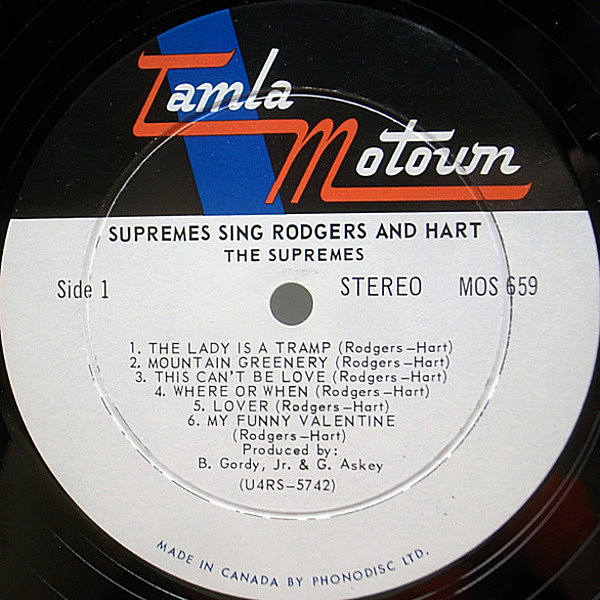 Tamla
Motown
SUPREMES SING RODGERS AND HART
THE SUPREMES
Side 1
STEREO MOS 659
1. THE LADY IS A TRAMP (Rodgers–Hart)
2. MOUNTAIN GREENERY (Rodgers–Hart)
3. THIS CAN'T BE LOVE (Rodgers–Hart)
4. WHERE OR WHEN (Rodgers–Hart)
5. LOVER (Rodgers–Hart)
6. MY FUNNY VALENTINE
(Rodgers–Hart)
Produced by:
B. Gordy, Jr. & G. Askey
(U4RS–5742)
MADE IN CANADA BY PHONODISC LTD.